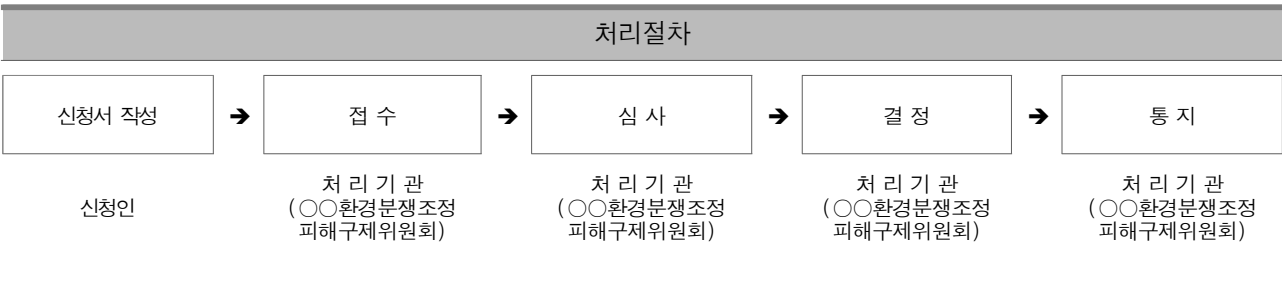 처리절차
신청서 작성 ➔ 접 수 ➔ 심 사 ➔ 결 정 ➔ 통 지
신청인
처 리 기 관
(○○환경분쟁조정
피해구제위원회)
처 리 기 관
(○○환경분쟁조정
피해구제위원회)
처 리 기 관
(○○환경분쟁조정
피해구제위원회)
처 리 기 관
(○○환경분쟁조정
피해구제위원회)